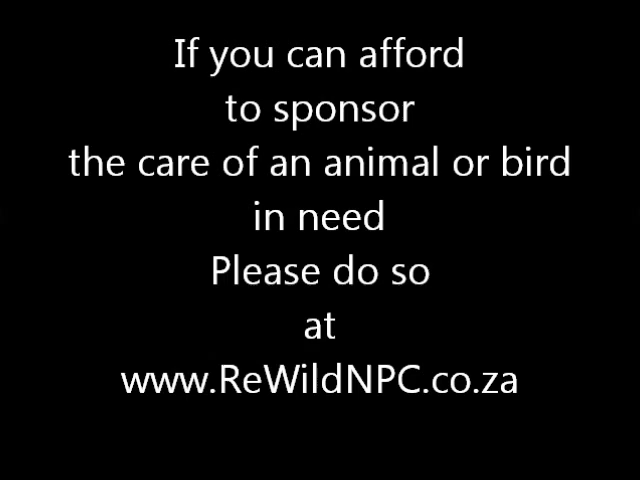 If you can afford
to sponsor
the care of an animal or bird
in need
Please do so
at
www.ReWildNPC.co.za